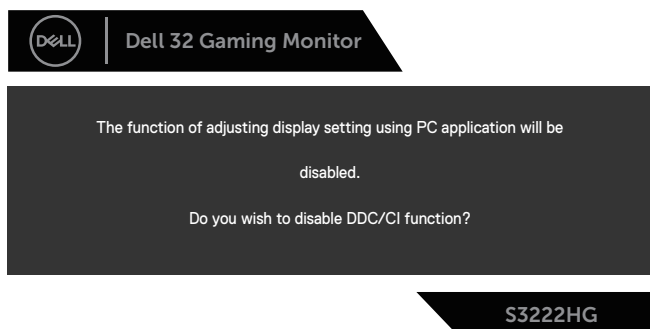 DELL
Dell 32 Gaming Monitor
The function of adjusting display setting using PC application will be
disabled.
Do you wish to disable DDC/CI function?
S3222HG